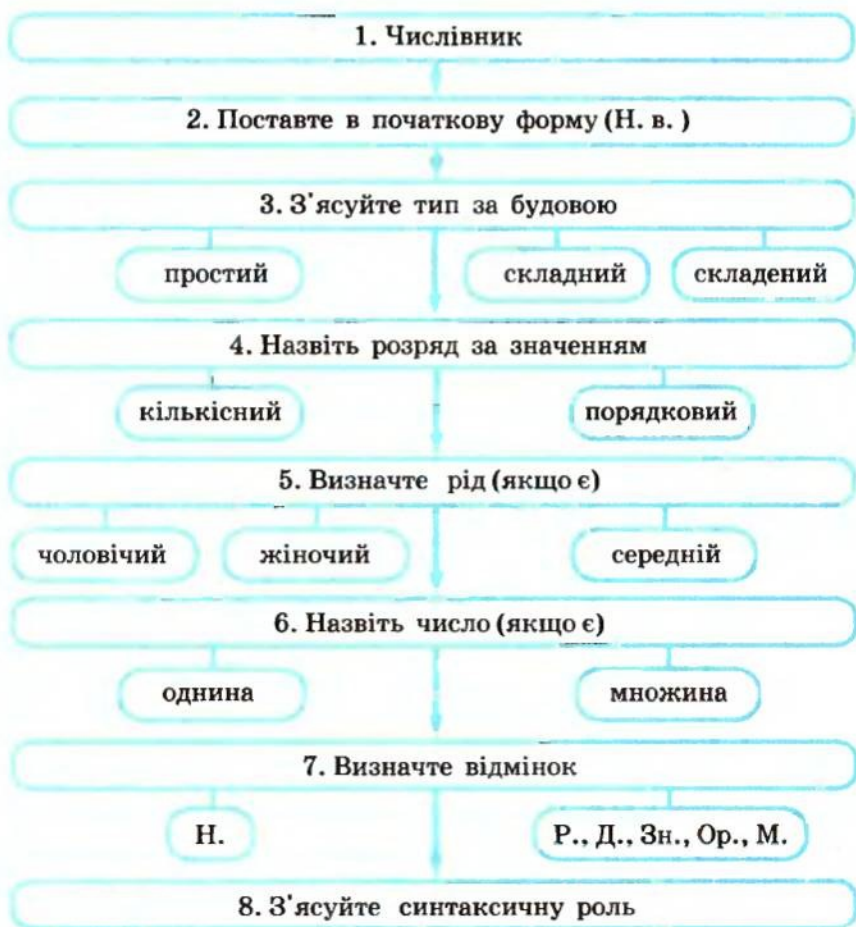 1. Числівник
2. Поставте в початкову форму (Н. в. )
3. З'ясуйте тип за будовою
простий складний складений
4. Назвіть розряд за значенням
кількісний порядковий
5. Визначте рід (якщо є)
чоловічий жіночий середній
6. Назвіть число (якщо є)
однина множина
7. Визначте відмінок
Н. Р., Д., Зн., Ор., М.
8. З'ясуйте синтаксичну роль